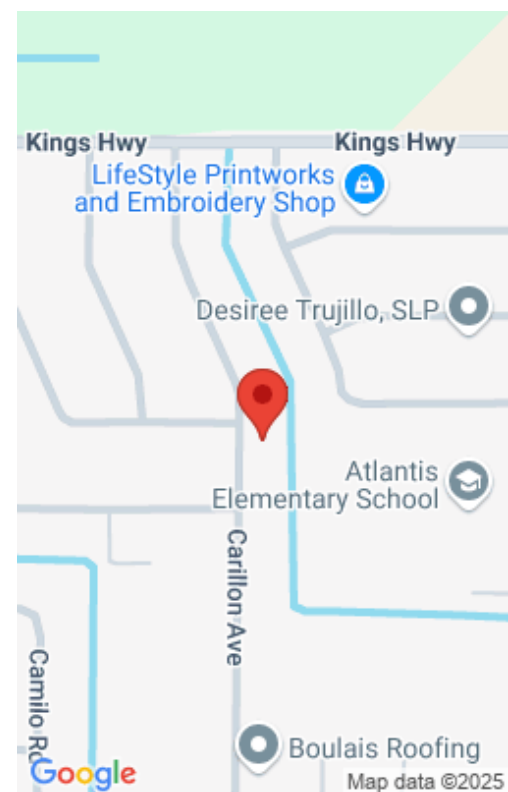 Kings Hwy
Kings Hwy
LifeStyle Printworks
and Embroidery Shop
Desiree Trujillo, SLP
Atlantis
Elementary School
Carillon Ave
Camilo Rd
Boulais Roofing
Google
Map data ©2025